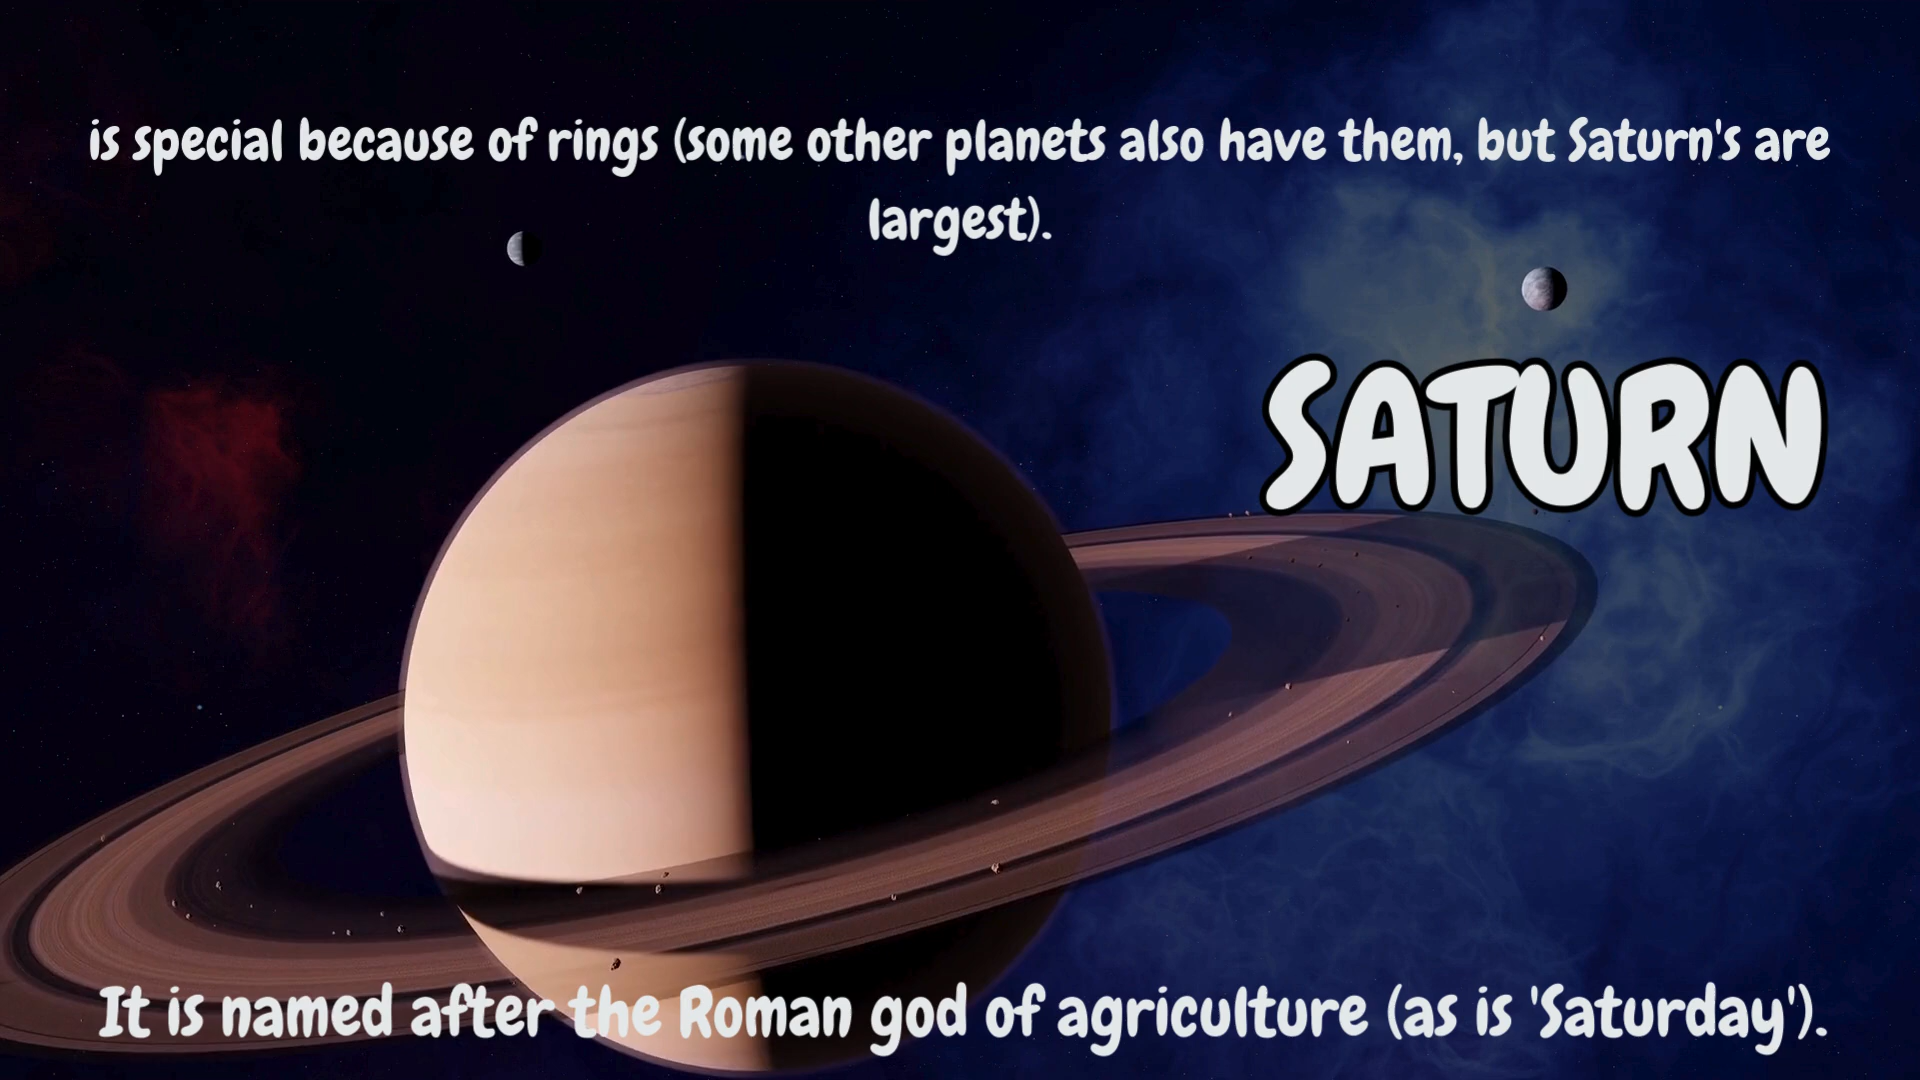 is special because of rings (some other planets also have them, but Saturn's are
largest).
SATURN
It is named after the Roman god of agriculture (as is 'Saturday').